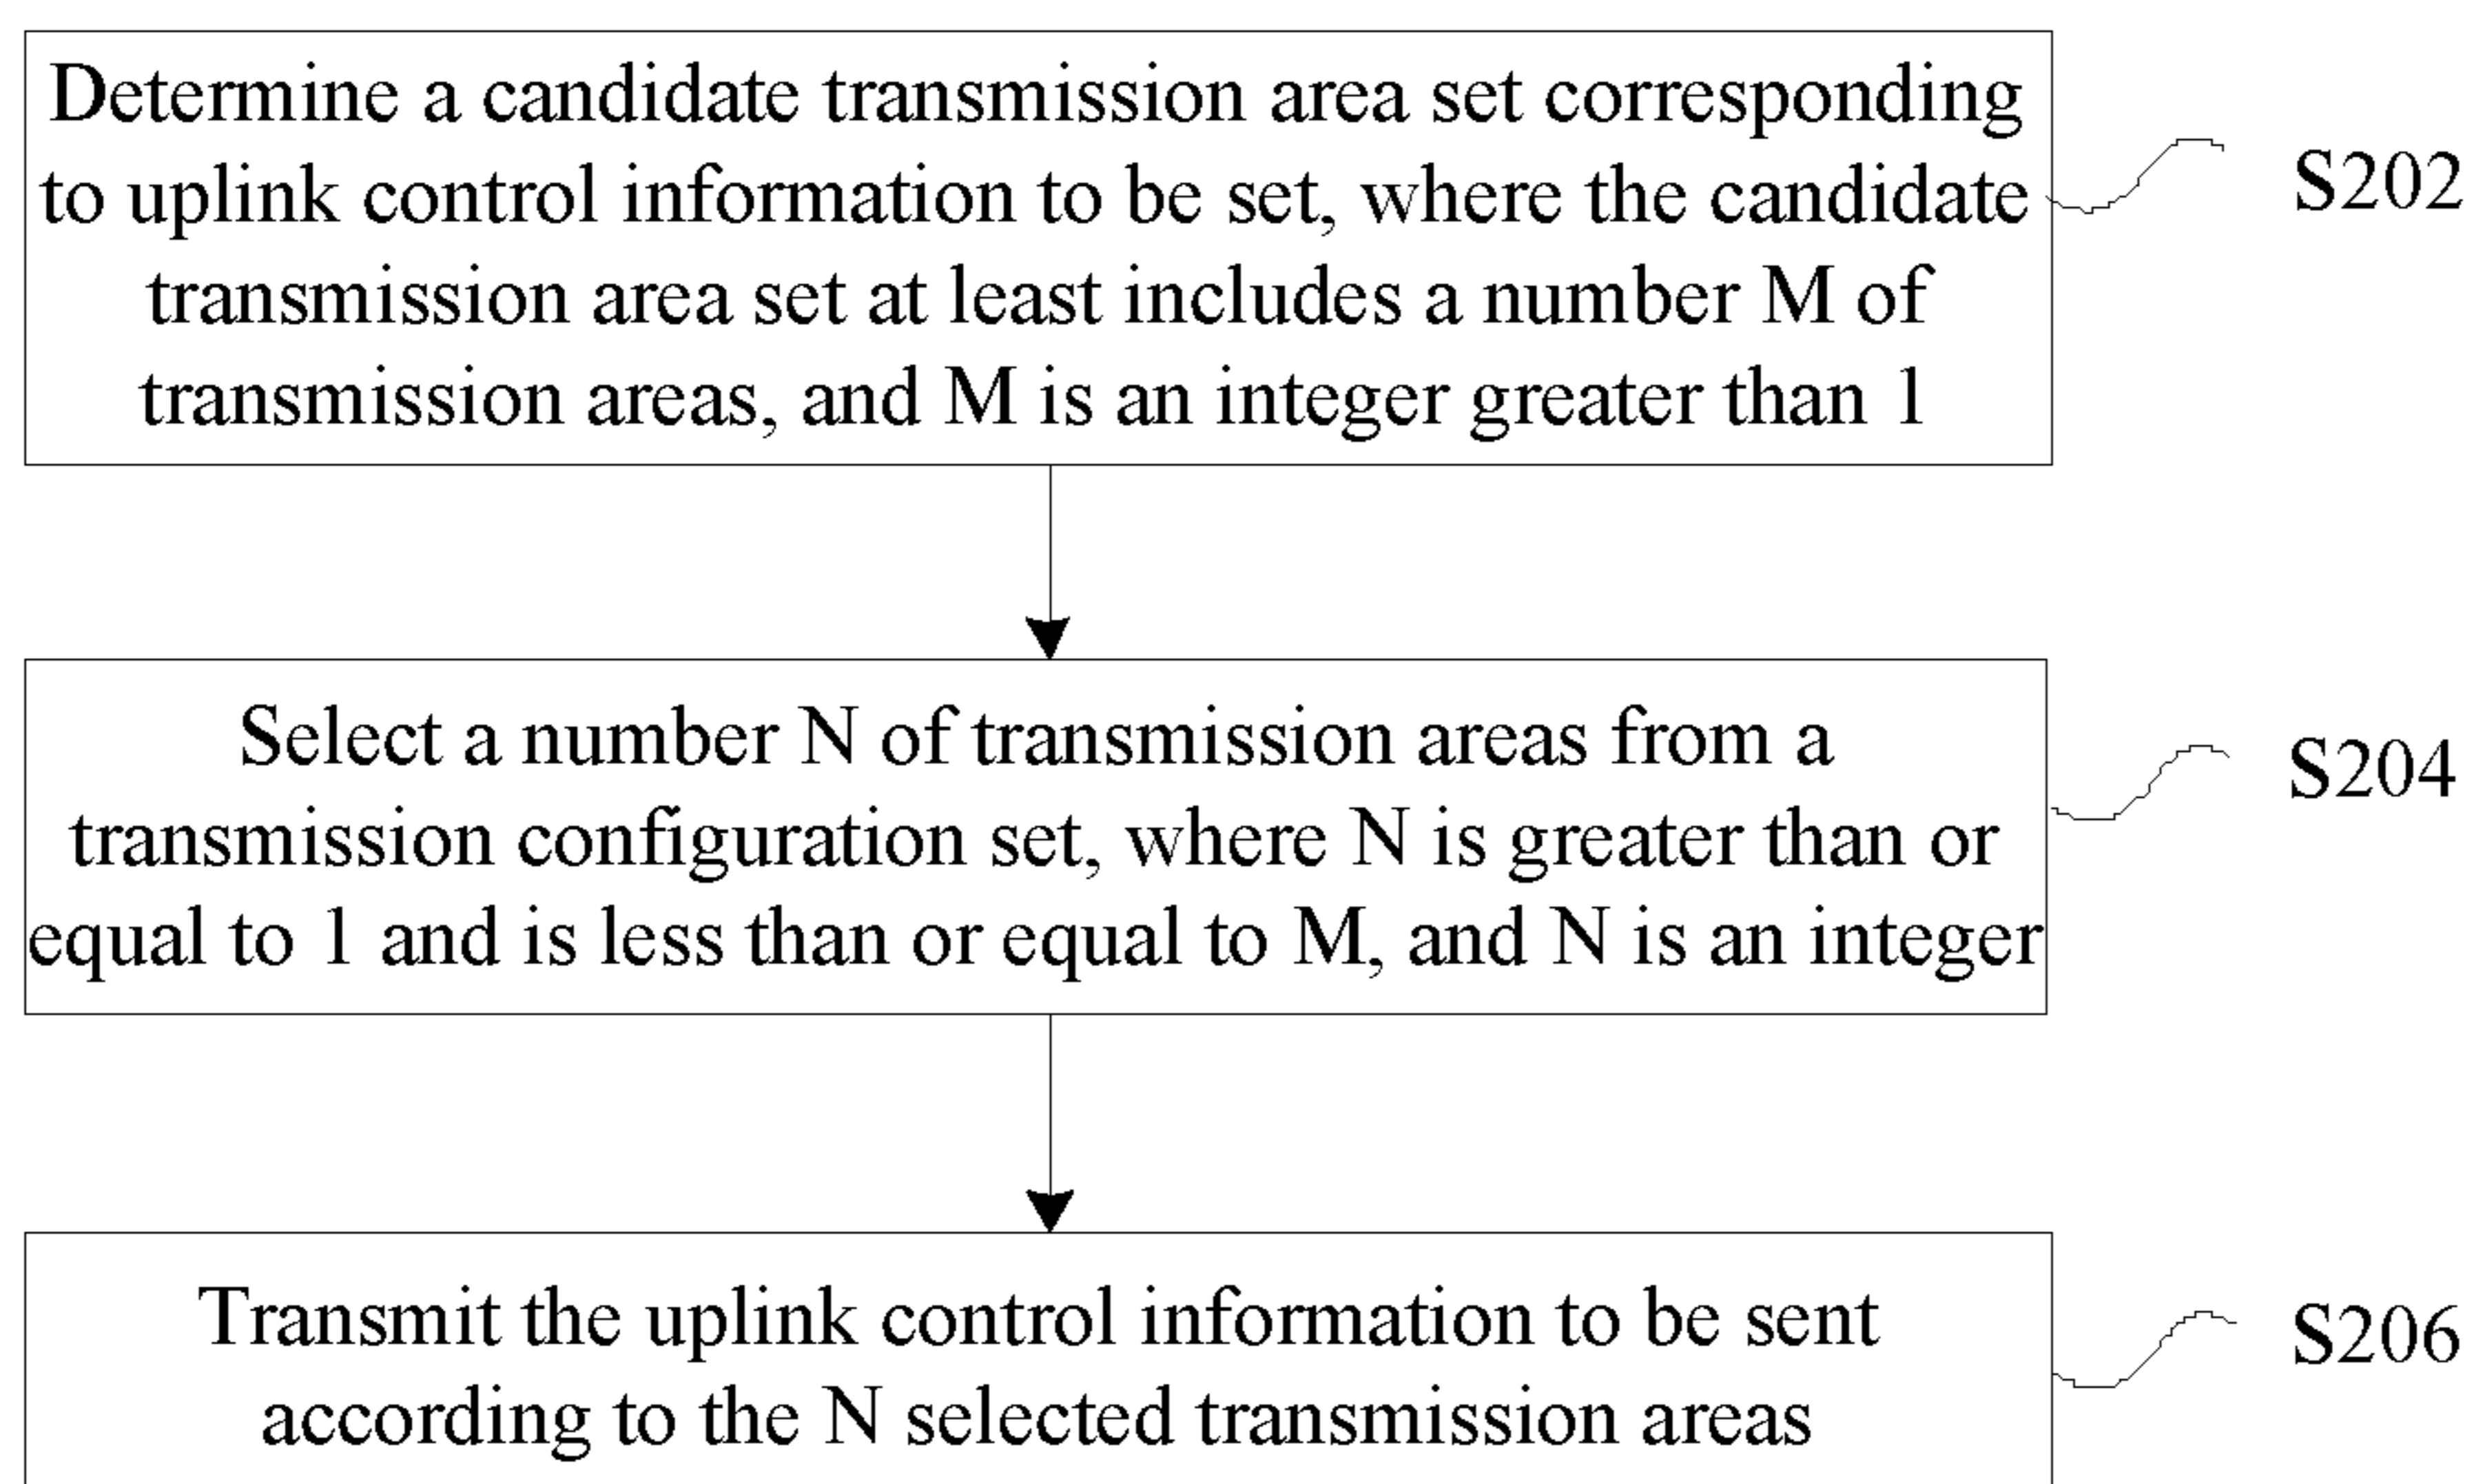 Determine a candidate transmission area set corresponding
to uplink control information to be set, where the candidate
transmission area set at least includes a number M of
transmission areas, and M is an integer greater than 1
S202
Select a number N of transmission areas from a
transmission configuration set, where N is greater than or
equal to 1 and is less than or equal to M, and N is an integer
S204
Transmit the uplink control information to be sent
according to the N selected transmission areas
S206